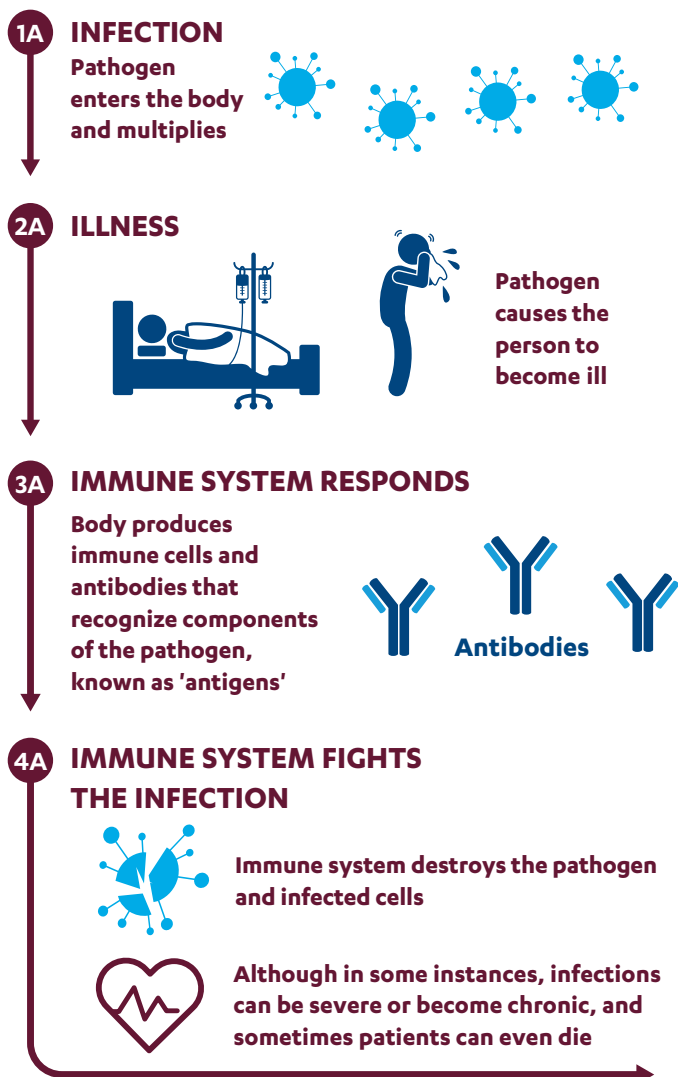 1A INFECTION
Pathogen
enters the body
and multiplies
2A ILLNESS
Pathogen
causes the
person to
become ill
3A IMMUNE SYSTEM RESPONDS
Body produces
immune cells and
antibodies that
recognize components
of the pathogen,
known as 'antigens'
Antibodies
4A IMMUNE SYSTEM FIGHTS
THE INFECTION
Immune system destroys the pathogen
and infected cells
Although in some instances, infections
can be severe or become chronic, and
sometimes patients can even die